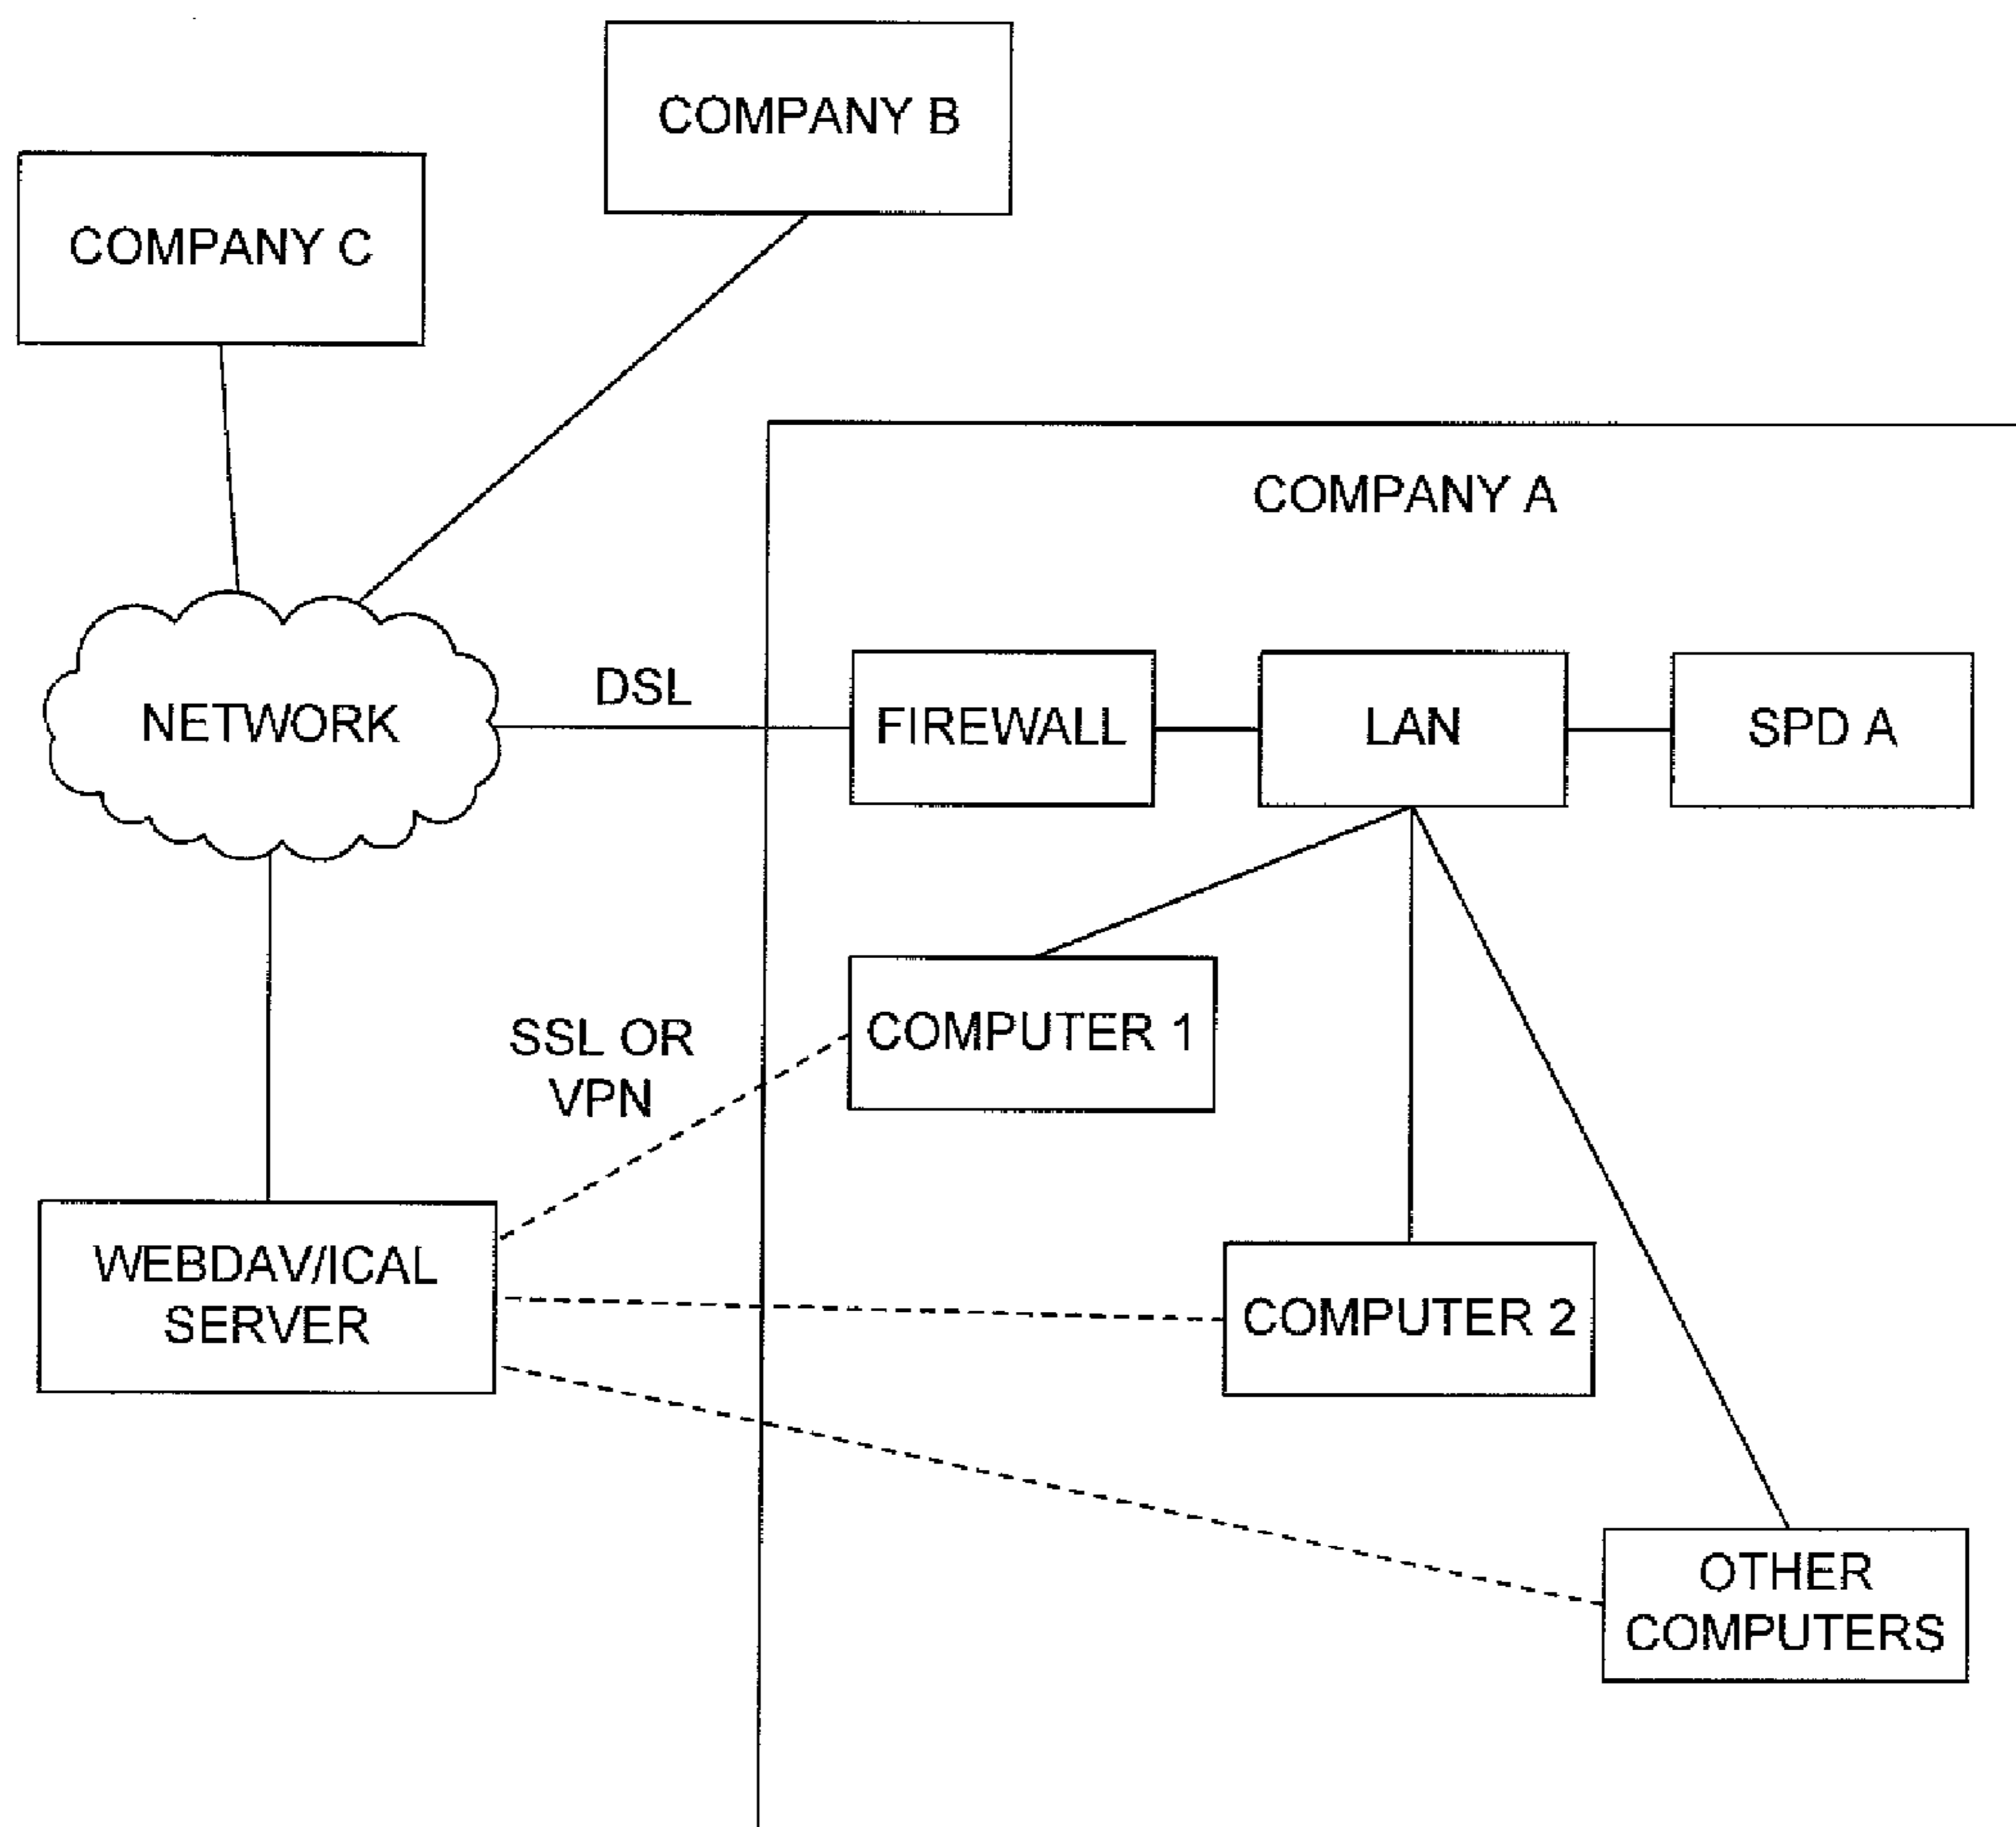 COMPANY B
COMPANY C
COMPANY A
DSL
NETWORK
FIREWALL
LAN
SPD A
SSL OR
VPN
COMPUTER 1
WEBDAV/ICAL
SERVER
COMPUTER 2
OTHER
COMPUTERS